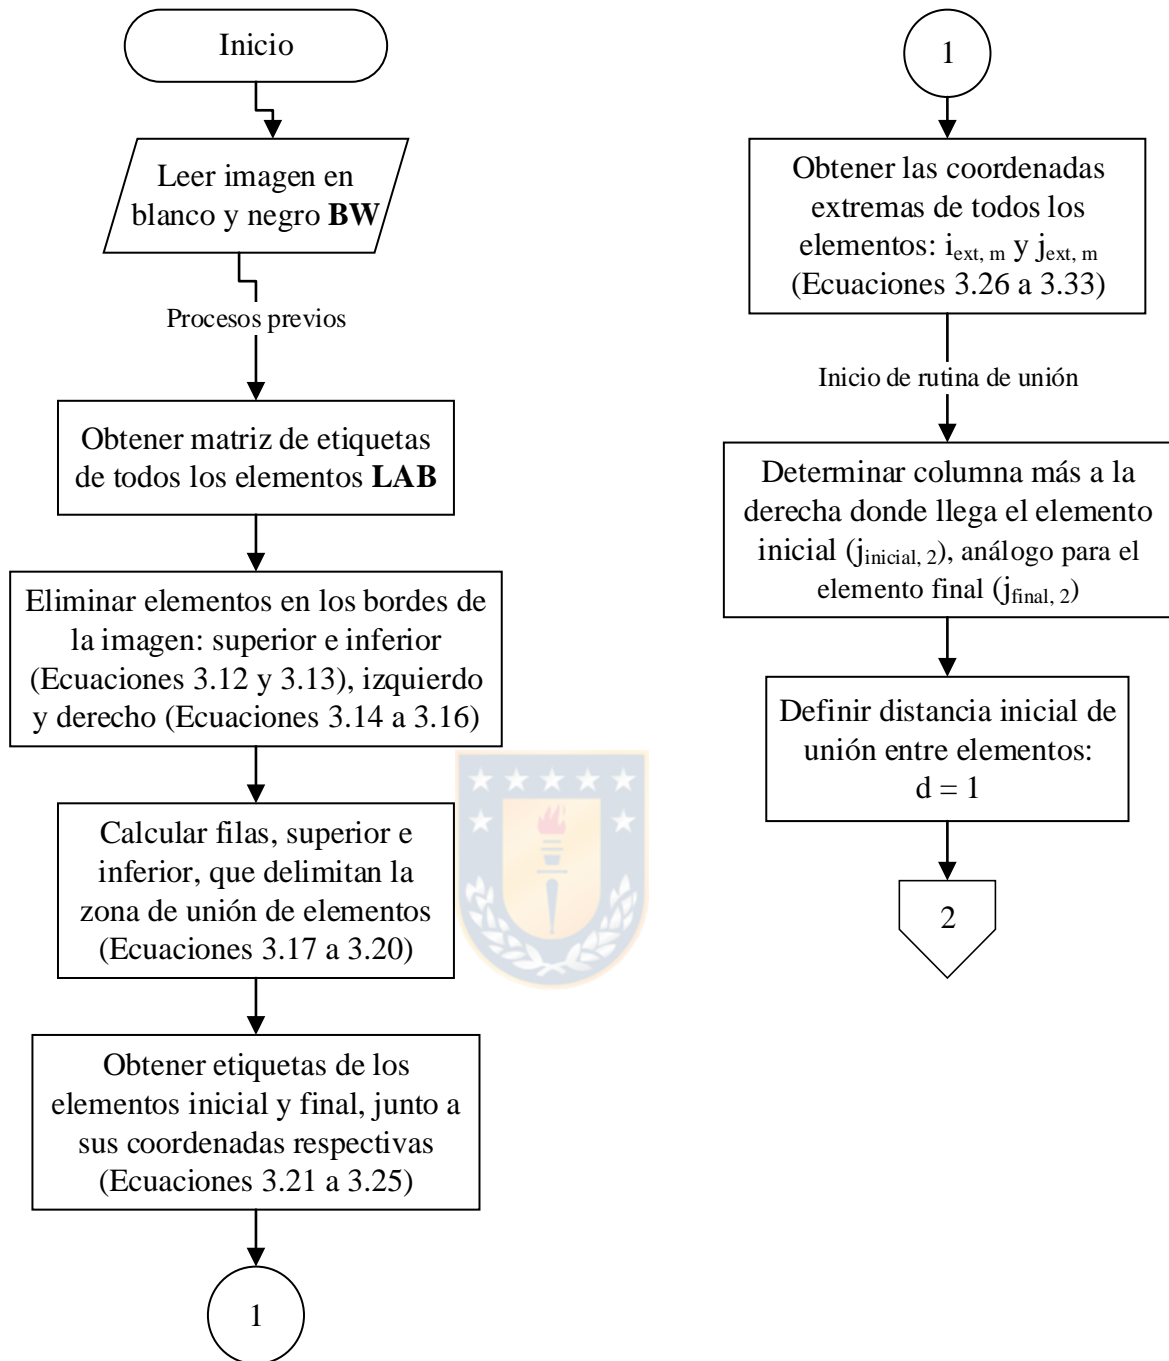 Inicio
Leer imagen en
blanco y negro BW
Procesos previos
Obtener matriz de etiquetas
de todos los elementos LAB
Eliminar elementos en los bordes de
la imagen: superior e inferior
(Ecuaciones 3.12 y 3.13), izquierdo
y derecho (Ecuaciones 3.14 a 3.16)
Calcular filas, superior e
inferior, que delimitan la
zona de unión de elementos
(Ecuaciones 3.17 a 3.20)
Obtener etiquetas de los
elementos inicial y final, junto a
sus coordenadas respectivas
(Ecuaciones 3.21 a 3.25)
1
1
Obtener las coordenadas
extremas de todos los
elementos: i_ext, m y j_ext, m
(Ecuaciones 3.26 a 3.33)
Inicio de rutina de unión
Determinar columna más a la
derecha donde llega el elemento
inicial (j_inicial, 2), análogo para el
elemento final (j_final, 2)
Definir distancia inicial de
unión entre elementos:
d = 1
2